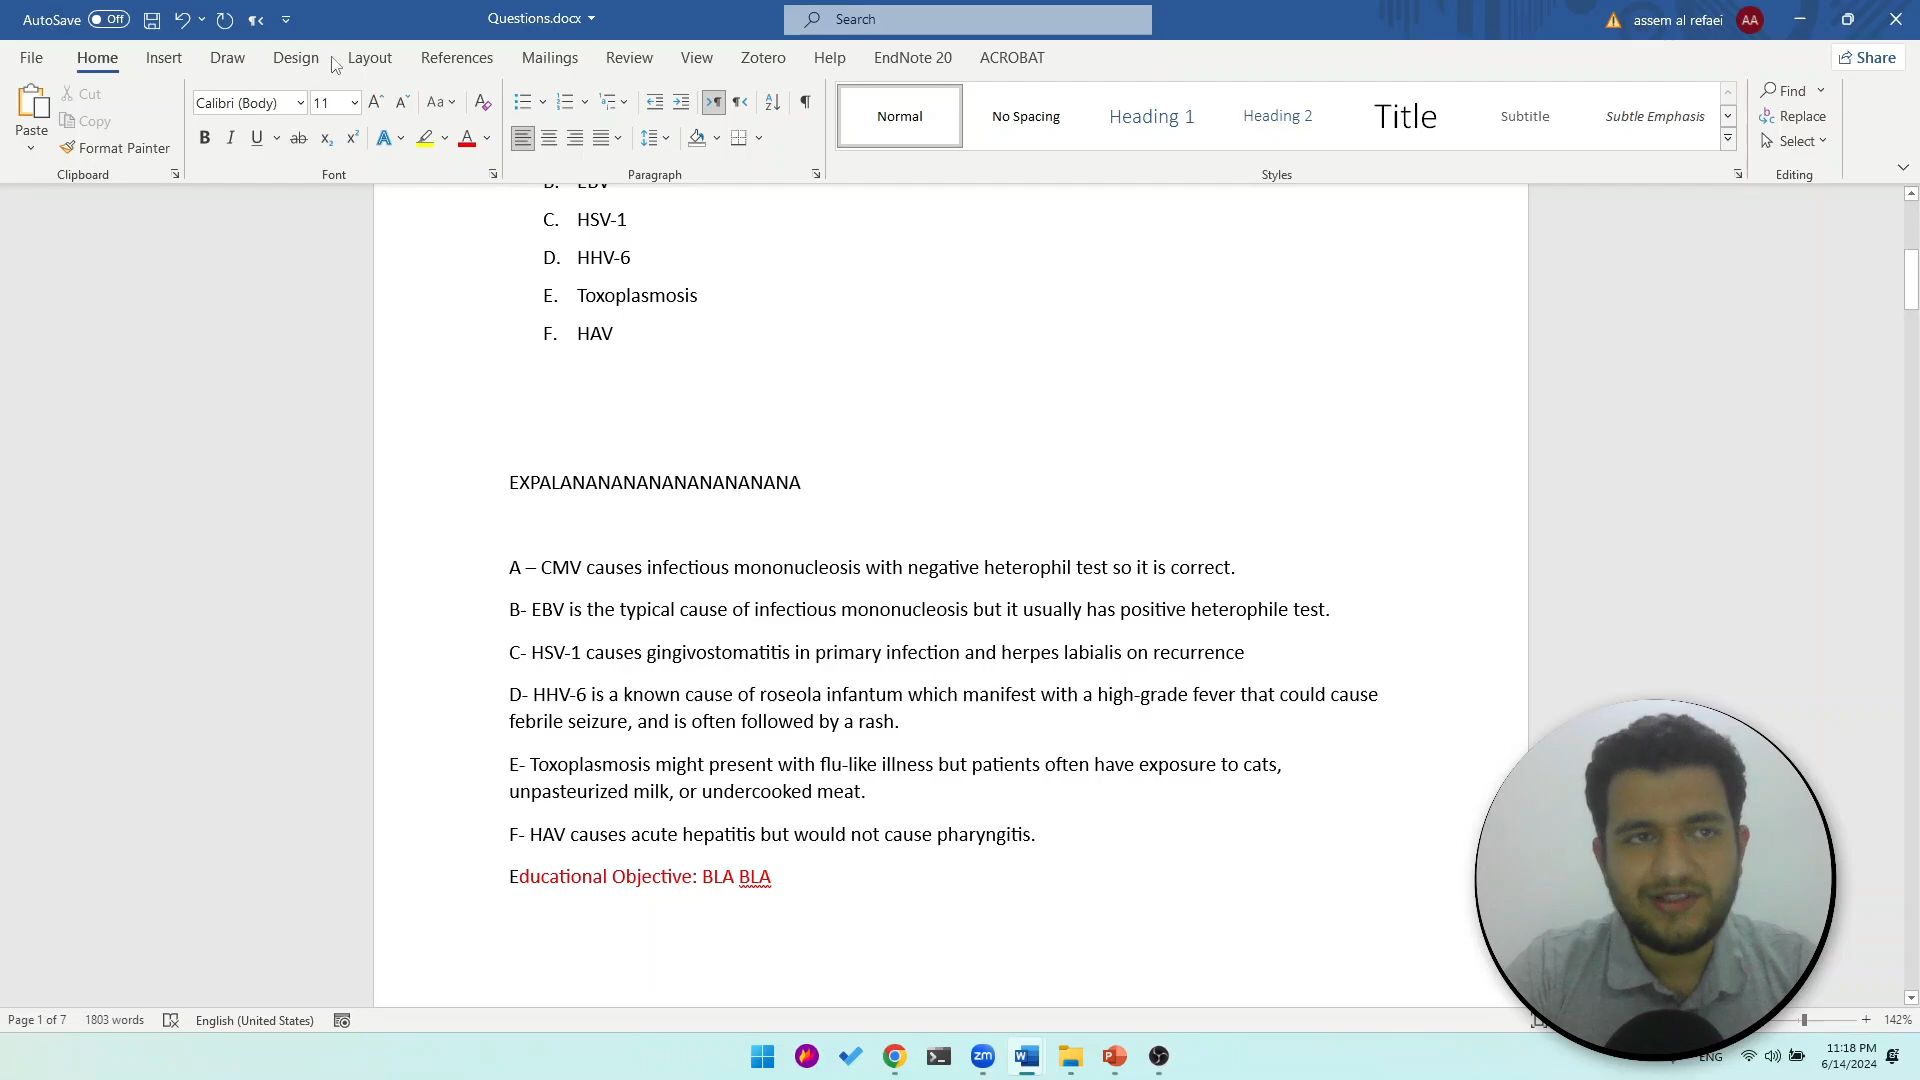 AutoSave Off Questions.docx Search assem al refaei AA
File Home Insert Draw Design Layout References Mailings Review View Zotero Help EndNote 20 ACROBAT Share
Paste Cut Copy Format Painter Clipboard
Calibri (Body) 11 Aa Font
Paragraph
Normal No Spacing Heading 1 Heading 2 Title Subtitle Subtle Emphasis Styles
Find Replace Select Editing
B. EBV
C. HSV-1
D. HHV-6
E. Toxoplasmosis
F. HAV
EXPALANANANANANANANANANA
A – CMV causes infectious mononucleosis with negative heterophil test so it is correct.
B- EBV is the typical cause of infectious mononucleosis but it usually has positive heterophile test.
C- HSV-1 causes gingivostomatitis in primary infection and herpes labialis on recurrence
D- HHV-6 is a known cause of roseola infantum which manifest with a high-grade fever that could cause
febrile seizure, and is often followed by a rash.
E- Toxoplasmosis might present with flu-like illness but patients often have exposure to cats,
unpasteurized milk, or undercooked meat.
F- HAV causes acute hepatitis but would not cause pharyngitis.
Educational Objective: BLA BLA
Page 1 of 7 1803 words English (United States) 142%
zm W P ENG 11:18 PM
6/14/2024